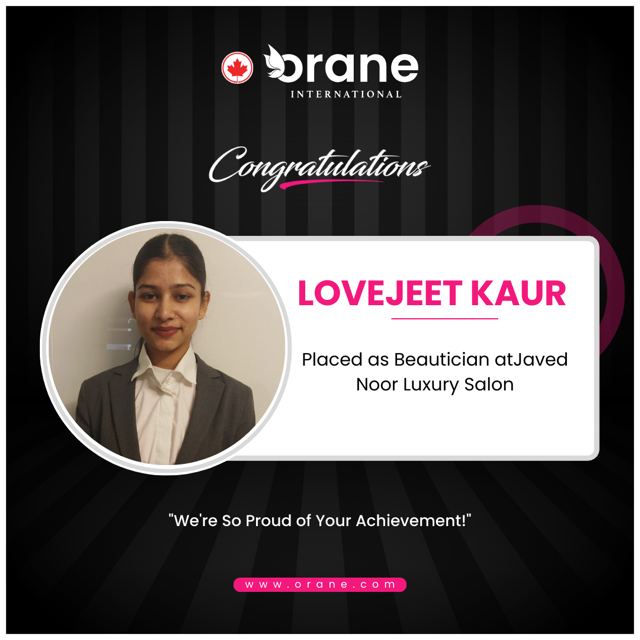 orane
INTERNATIONAL
Congratulations
LOVEJEET KAUR
Placed as Beautician atJaved
Noor Luxury Salon
"We're So Proud of Your Achievement!"
www.orane.com